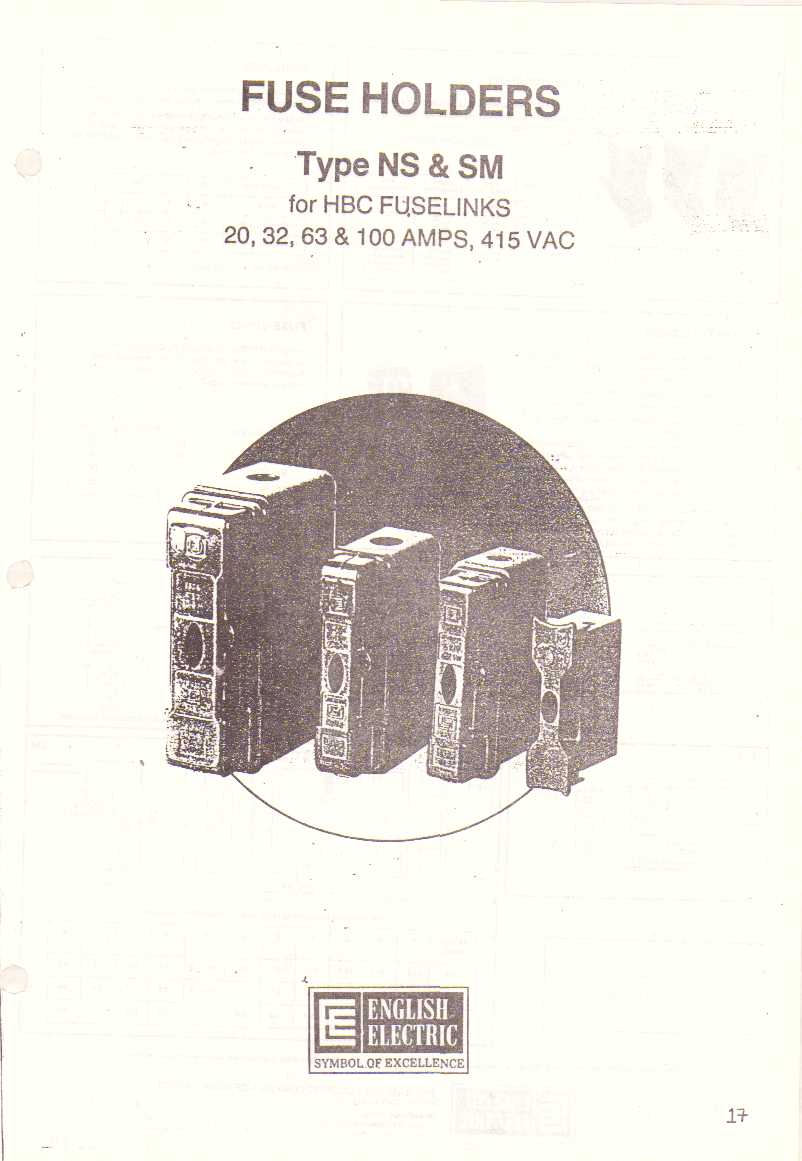 FUSE HOLDERS
Type NS & SM
for HBC FUSELINKS
20, 32, 63 & 100 AMPS, 415 VAC
ENGLISH
ELECTRIC
SYMBOL OF EXCELLENCE
17